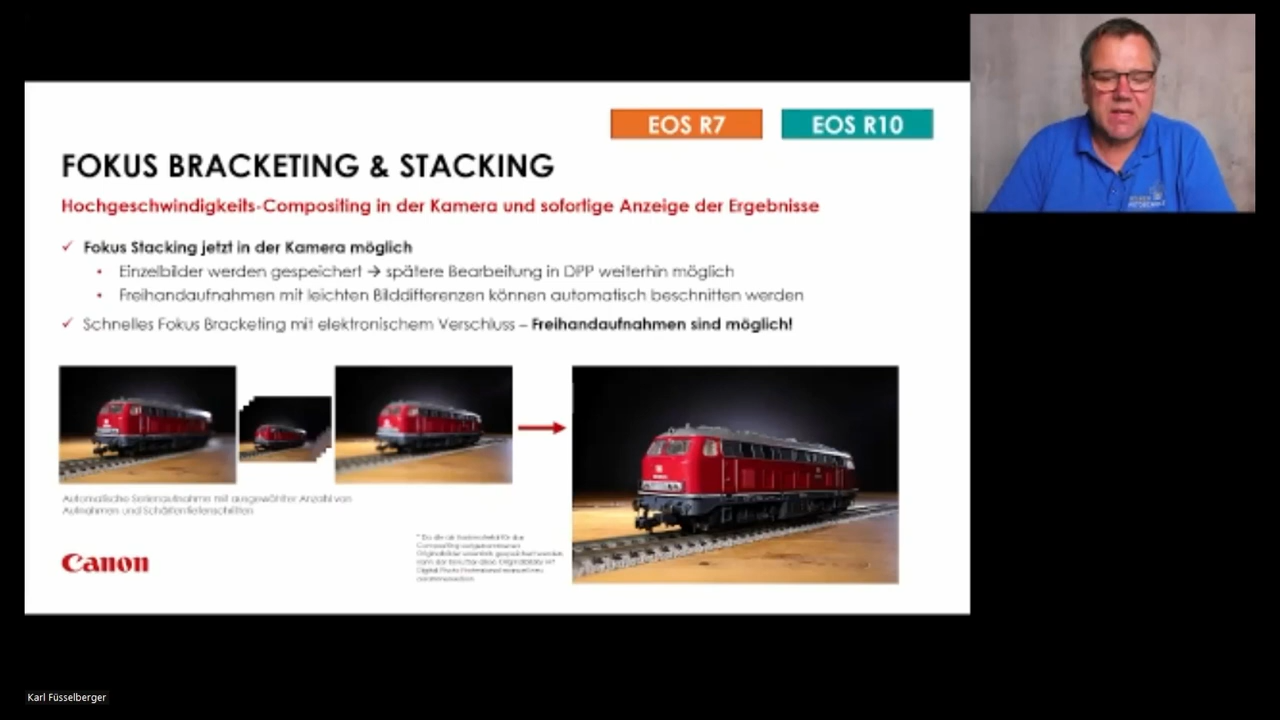 EOS R7
EOS R10
FOKUS BRACKETING & STACKING
Hochgeschwindigkeits-Compositing in der Kamera und sofortige Anzeige der Ergebnisse
✓ Fokus Stacking jetzt in der Kamera möglich
• Einzelbilder werden gespeichert → spätere Bearbeitung in DPP weiterhin möglich
• Freihandaufnahmen mit leichten Bilddifferenzen können automatisch beschnitten werden
✓ Schnelles Fokus Bracketing mit elektronischem Verschluss – Freihandaufnahmen sind möglich!
Automatische Serienaufnahme mit ausgewählter Anzahl von
Aufnahmen und Schärfentiefenschritten
Canon
Karl Füsselberger